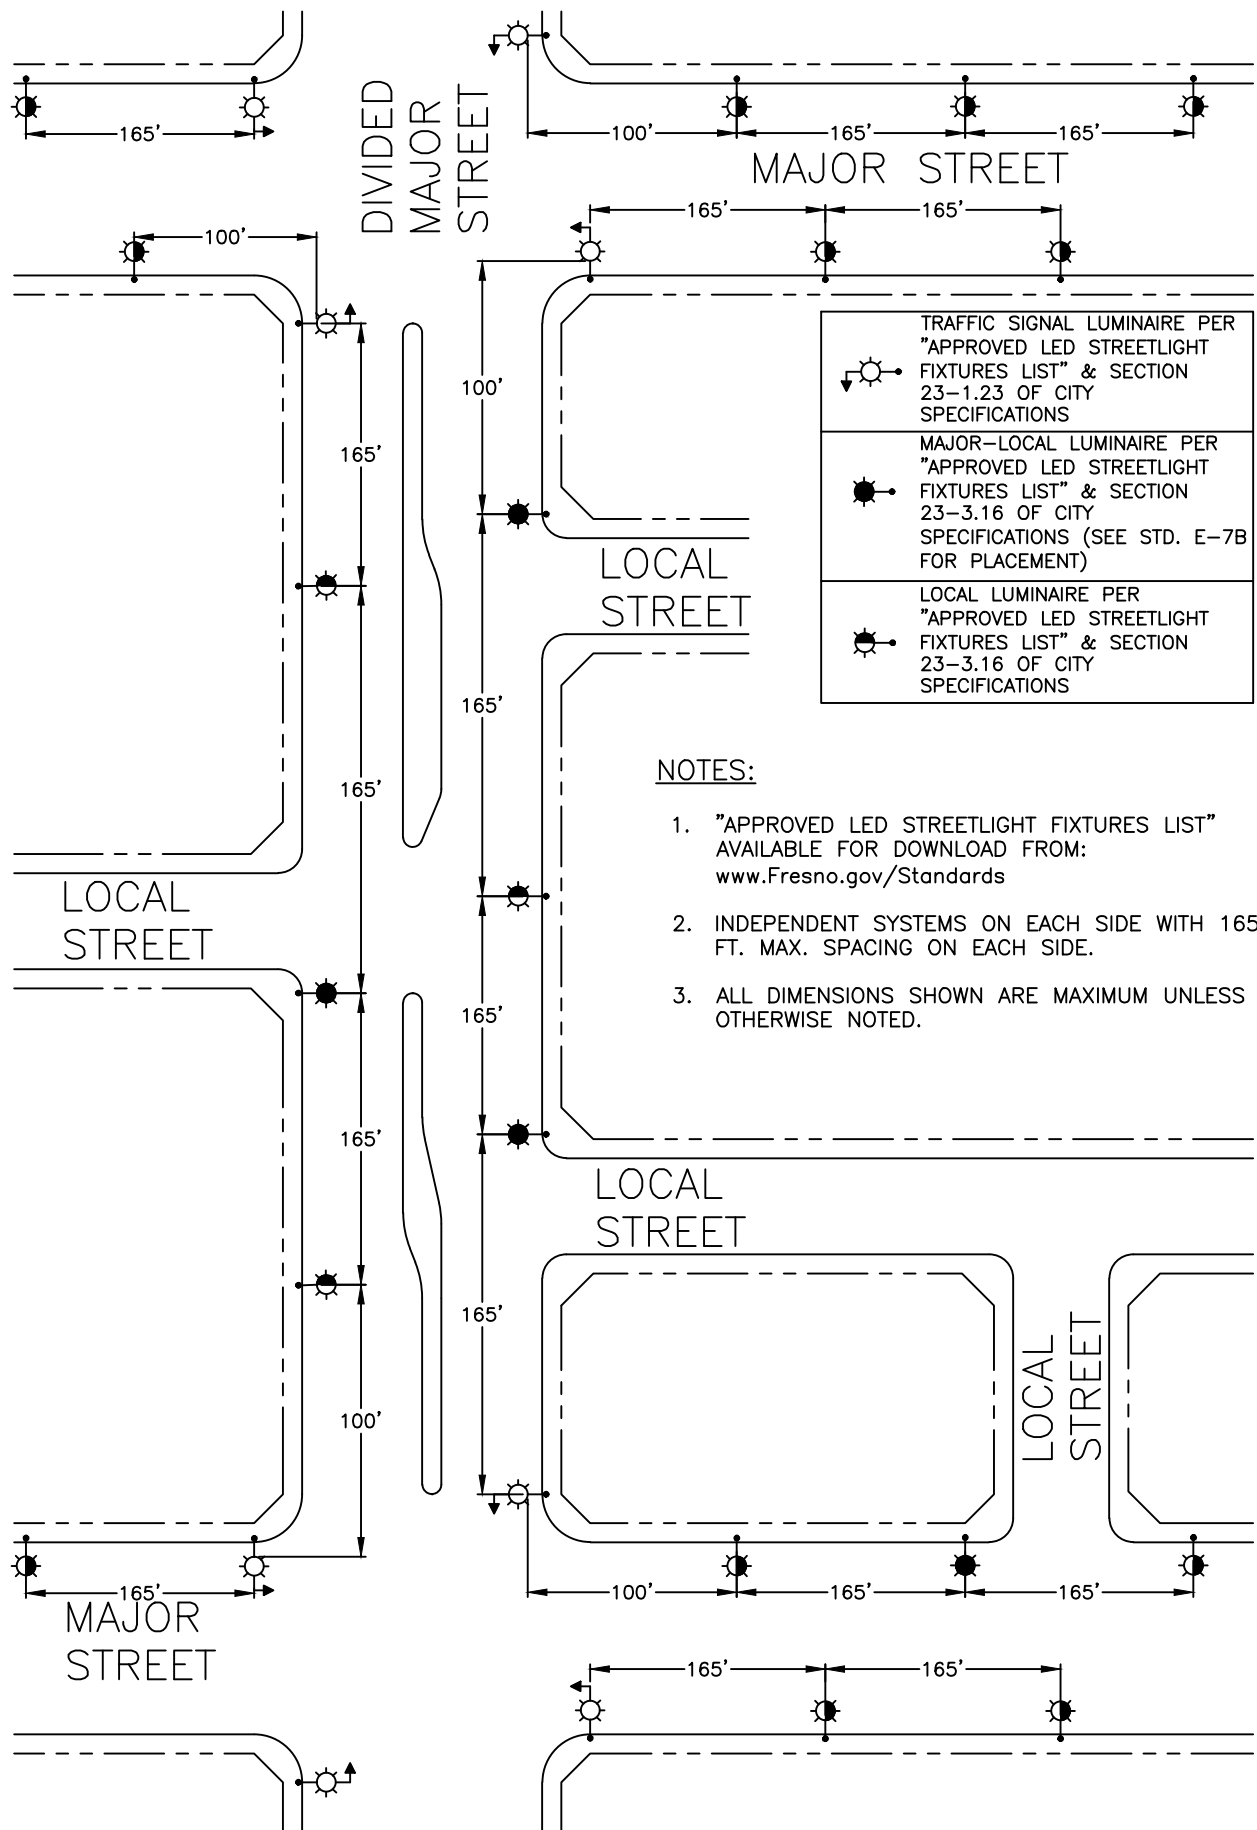 165'
100'
165'
165'
DIVIDED
MAJOR
STREET
MAJOR STREET
165'
165'
100'
100'
165'
165'
165'
165'
165'
100'
165'
165'
165'
TRAFFIC SIGNAL LUMINAIRE PER
"APPROVED LED STREETLIGHT
FIXTURES LIST" & SECTION
23-1.23 OF CITY
SPECIFICATIONS
MAJOR-LOCAL LUMINAIRE PER
"APPROVED LED STREETLIGHT
FIXTURES LIST" & SECTION
23-3.16 OF CITY
SPECIFICATIONS (SEE STD. E-7B
FOR PLACEMENT)
LOCAL LUMINAIRE PER
"APPROVED LED STREETLIGHT
FIXTURES LIST" & SECTION
23-3.16 OF CITY
SPECIFICATIONS
LOCAL
STREET
NOTES:
1. "APPROVED LED STREETLIGHT FIXTURES LIST"
AVAILABLE FOR DOWNLOAD FROM:
www.Fresno.gov/Standards
2. INDEPENDENT SYSTEMS ON EACH SIDE WITH 165
FT. MAX. SPACING ON EACH SIDE.
3. ALL DIMENSIONS SHOWN ARE MAXIMUM UNLESS
OTHERWISE NOTED.
LOCAL
STREET
LOCAL
STREET
LOCAL
STREET
165'
100'
165'
165'
MAJOR
STREET
165'
165'